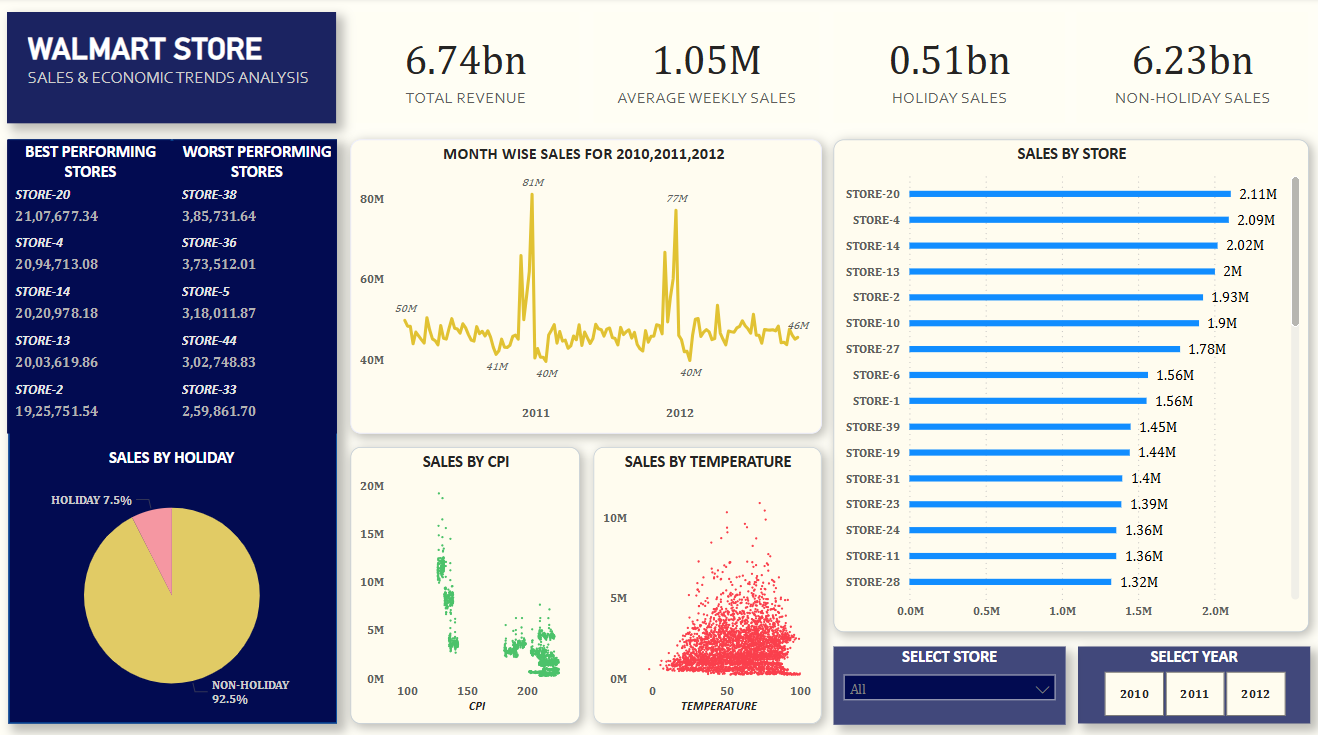 WALMART STORE
SALES & ECONOMIC TRENDS ANALYSIS
6.74bn
TOTAL REVENUE
1.05M
AVERAGE WEEKLY SALES
0.51bn
HOLIDAY SALES
6.23bn
NON-HOLIDAY SALES
BEST PERFORMING
STORES
STORE-20
21,07,677.34
STORE-4
20,94,713.08
STORE-14
20,20,978.18
STORE-13
20,03,619.86
STORE-2
19,25,751.54
WORST PERFORMING
STORES
STORE-38
3,85,731.64
STORE-36
3,73,512.01
STORE-5
3,18,011.87
STORE-44
3,02,748.83
STORE-33
2,59,861.70
SALES BY HOLIDAY
HOLIDAY 7.5%
NON-HOLIDAY
92.5%
MONTH WISE SALES FOR 2010,2011,2012
80M
60M
40M
50M
41M
81M
40M
77M
40M
46M
2011
2012
SALES BY CPI
20M
15M
10M
5M
0M
100
150
200
CPI
SALES BY TEMPERATURE
10M
5M
0M
0
50
100
TEMPERATURE
SALES BY STORE
STORE-20 2.11M
STORE-4 2.09M
STORE-14 2.02M
STORE-13 2M
STORE-2 1.93M
STORE-10 1.9M
STORE-27 1.78M
STORE-6 1.56M
STORE-1 1.56M
STORE-39 1.45M
STORE-19 1.44M
STORE-31 1.4M
STORE-23 1.39M
STORE-24 1.36M
STORE-11 1.36M
STORE-28 1.32M
0.0M 0.5M 1.0M 1.5M 2.0M
SELECT STORE
All
SELECT YEAR
2010
2011
2012